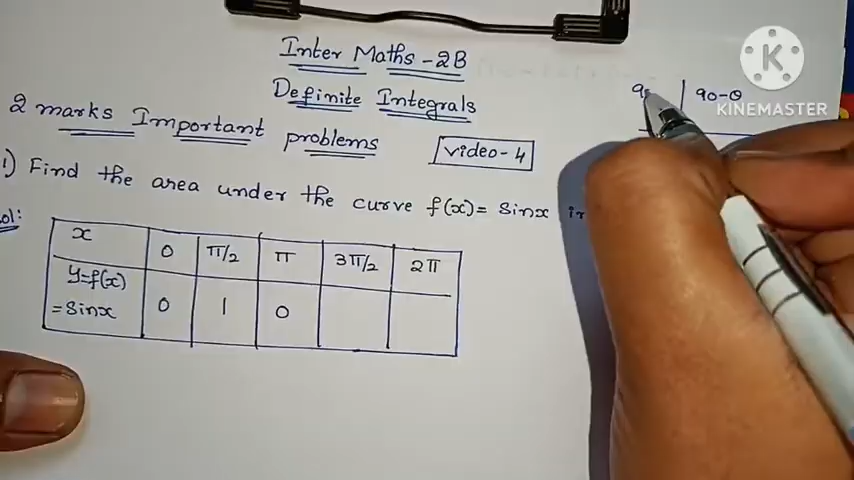 Inter Maths-2B
Definite Integrals
2 marks Important problems
video-4
90-θ
KINEMASTER
1) Find the area under the curve f(x) = sinx
Sol:
x 0 π/2 π 3π/2 2π
y=f(x)
=sinx 0 1 0